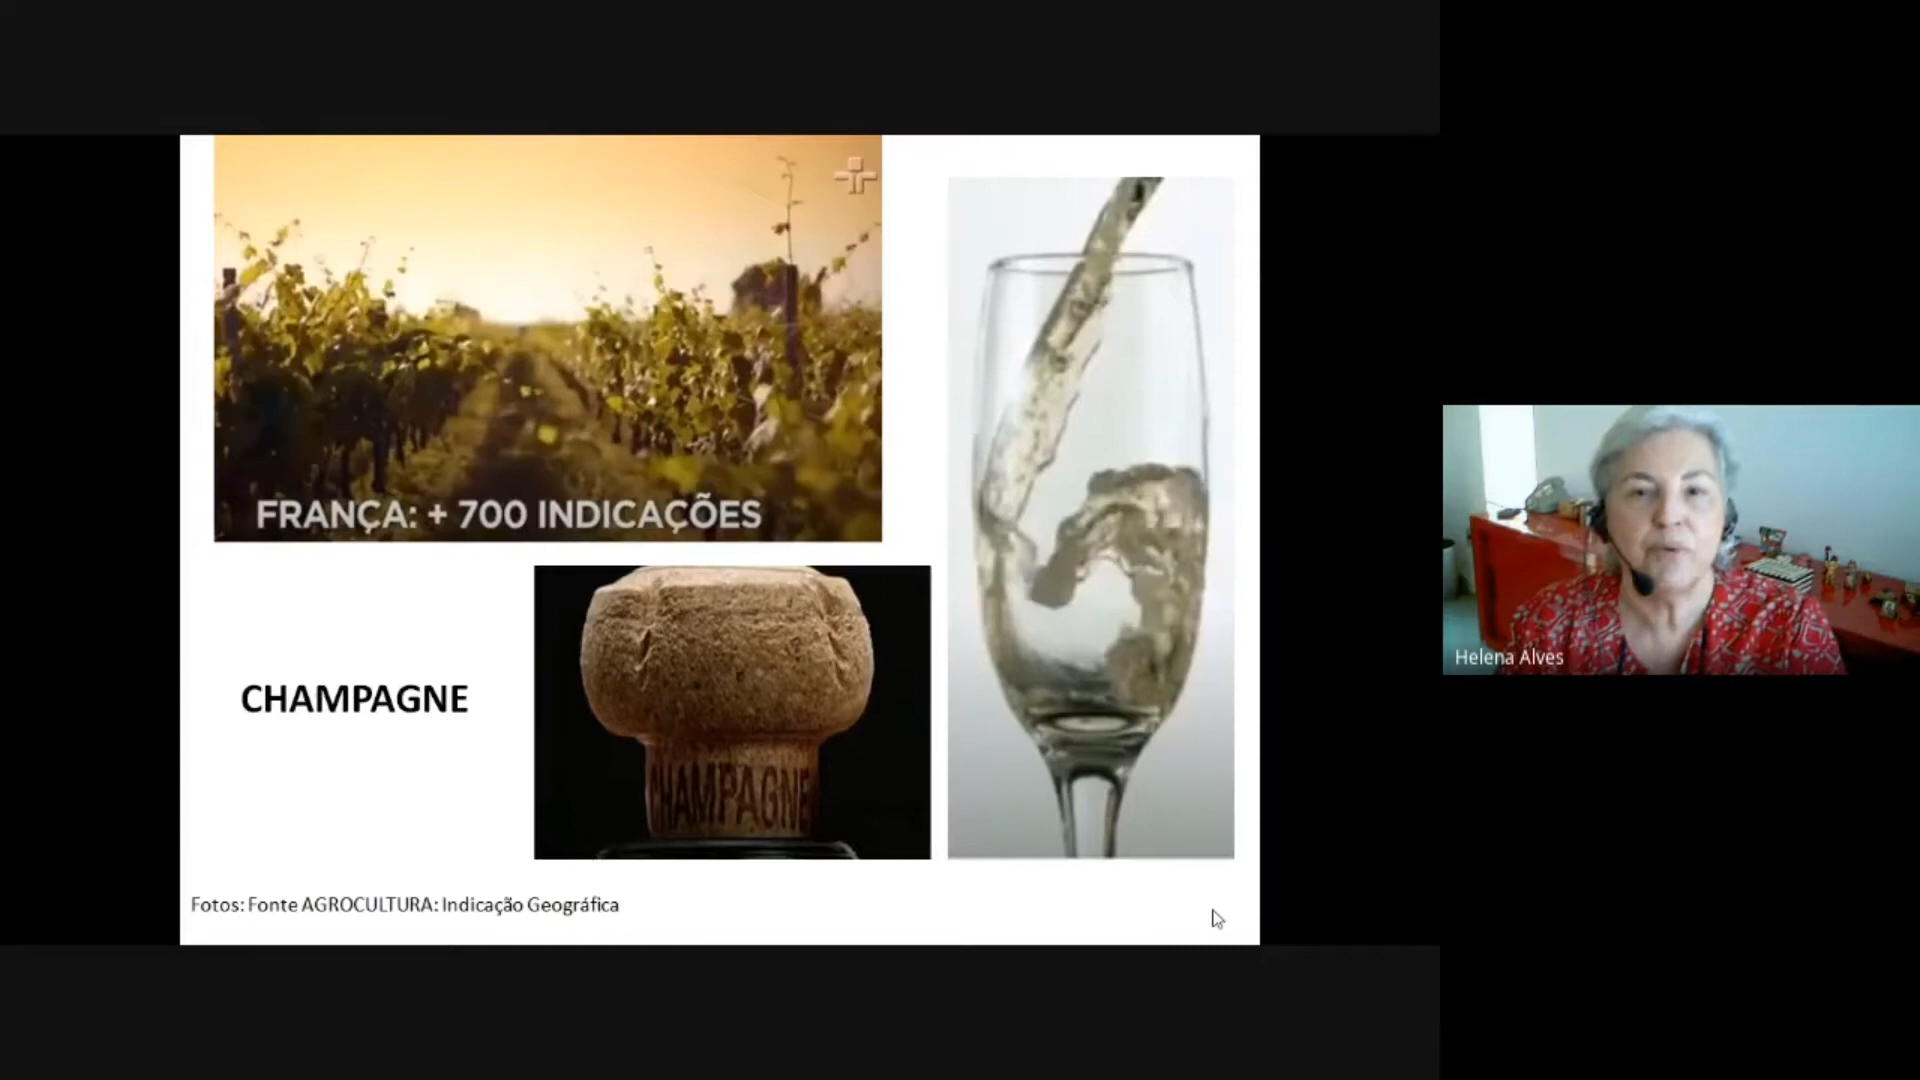 FRANÇA: + 700 INDICAÇÕES
CHAMPAGNE
CHAMPAGNE
Fotos: Fonte AGROCULTURA: Indicação Geográfica
Helena Alves